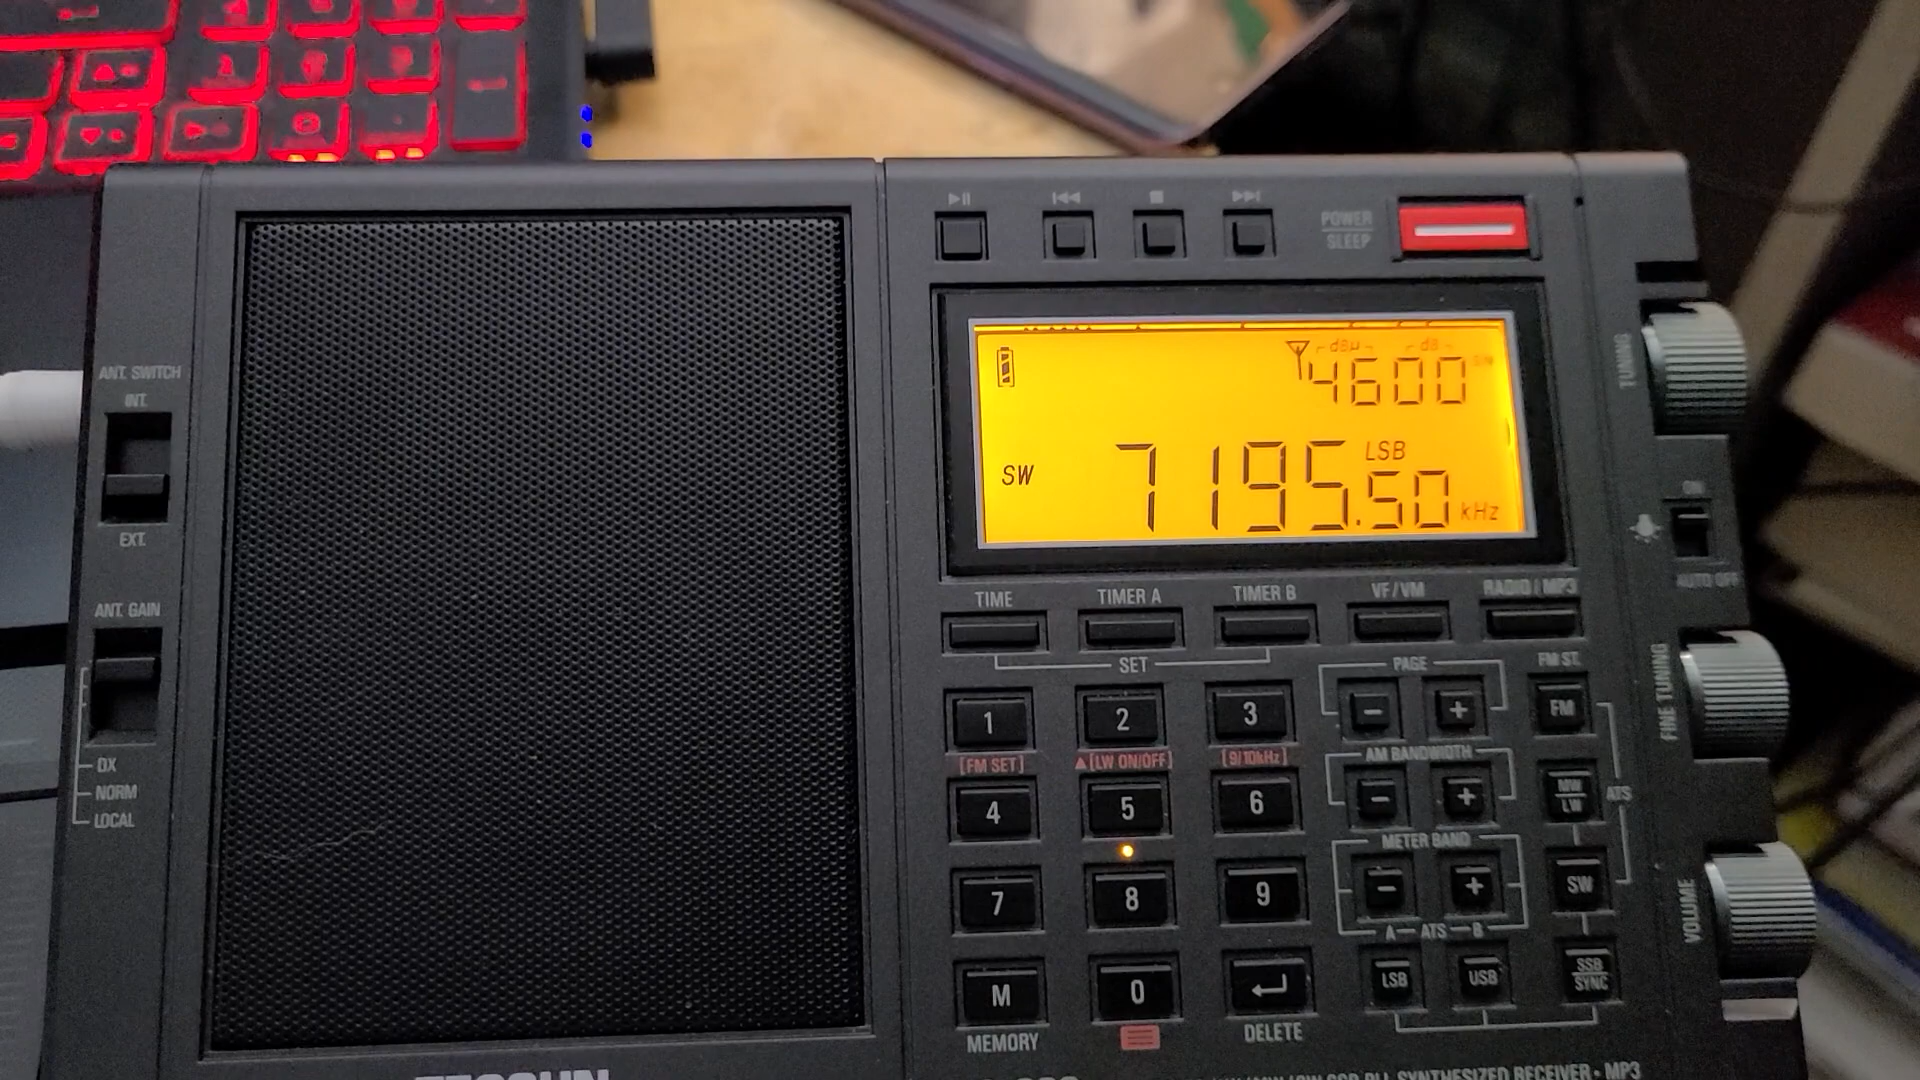 POWER
SLEEP
dBµ dB
4600
LSB
SW 7195.50 kHz
TUNING
ANT. SWITCH
INT.
EXT.
ON
AUTO OFF
ANT. GAIN
DX
NORM
LOCAL
TIME TIMER A TIMER B VF/VM RADIO / MP3
SET
PAGE
FM ST.
FINE TUNING
1 2 3 - + FM
[FM SET] [LW ON/OFF] [9/10kHz]
AM BANDWIDTH
4 5 6 - + MW
LW
ATS
METER BAND
7 8 9 - + SW
VOLUME
A ATS B
M 0 LSB USB SSB
SYNC
MEMORY DELETE
SYNTHESIZED RECEIVER • MP3